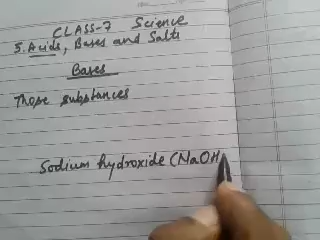 CLASS-7 Science
5. Acids, Bases and Salts
Bases
Those substances
Sodium hydroxide (NaOH